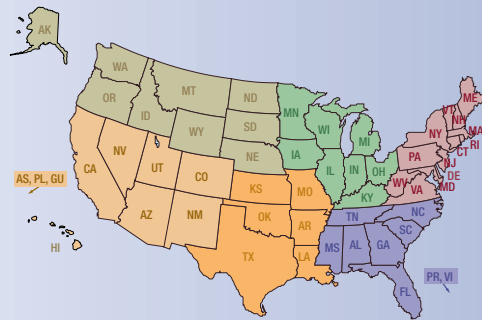 AK
WA
MT
ND
MN
ME
VT
NH
OR
ID
SD
WI
NY
MA
WY
MI
RI
CT
NE
IA
PA
NJ
NV
IL
IN
OH
DE
CA
UT
CO
KS
MO
WV
VA
MD
AS, PL, GU
KY
AZ
NM
OK
AR
TN
NC
SC
HI
TX
LA
MS
AL
GA
PR, VI
FL